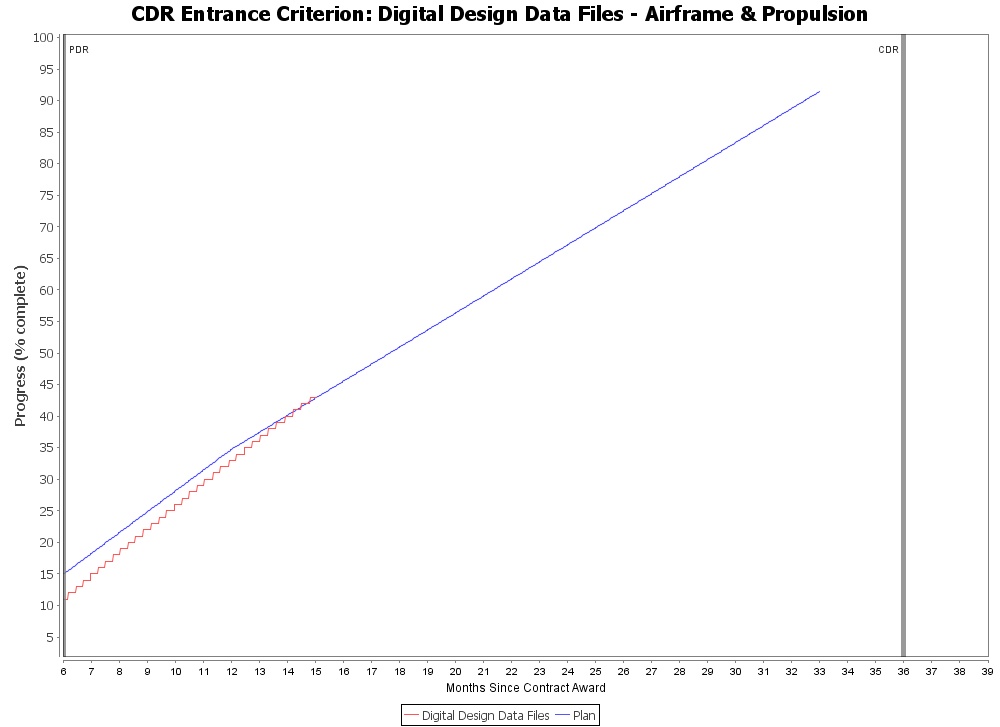 CDR Entrance Criterion: Digital Design Data Files - Airframe & Propulsion
100
95
90
85
80
75
70
65
60
55
50
45
40
35
30
25
20
15
10
5
Progress (% complete)
PDR
CDR
6 7 8 9 10 11 12 13 14 15 16 17 18 19 20 21 22 23 24 25 26 27 28 29 30 31 32 33 34 35 36 37 38 39
Months Since Contract Award
Digital Design Data Files Plan